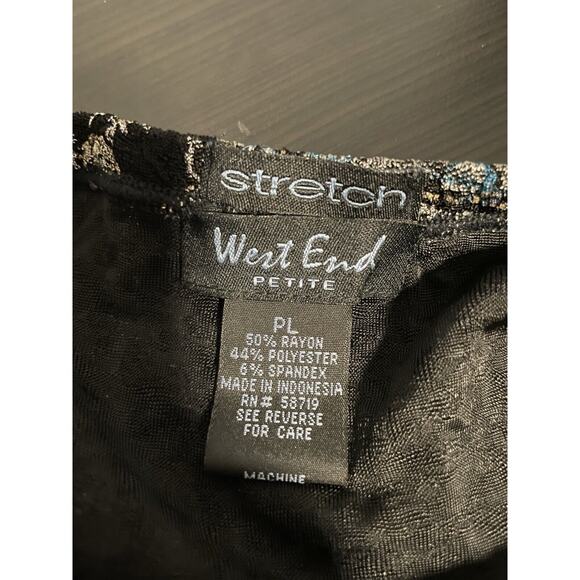 stretch
West End
PETITE
PL
50% RAYON
44% POLYESTER
6% SPANDEX
MADE IN INDONESIA
RN# 58719
SEE REVERSE
FOR CARE
MACHINE